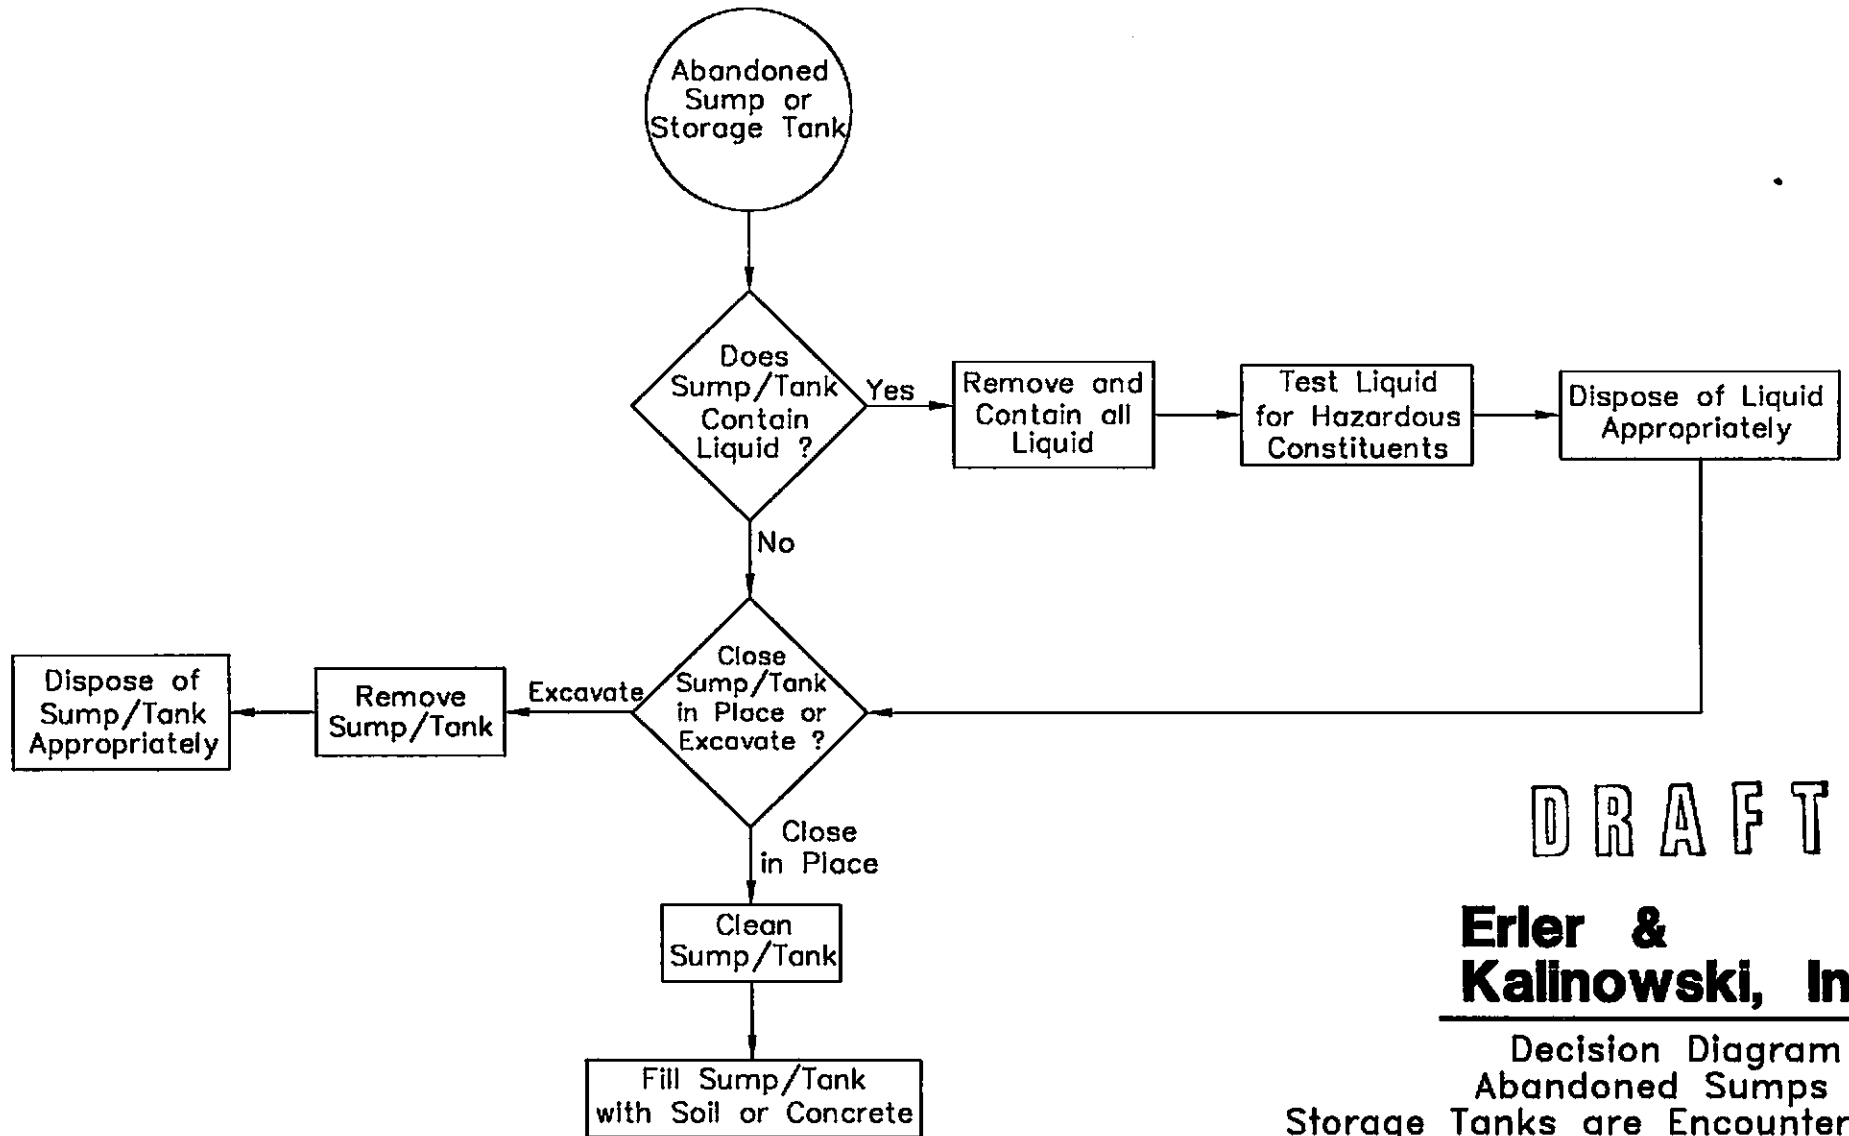 Abandoned
Sump or
Storage Tank
Does
Sump/Tank
Contain
Liquid ?
Yes
Remove and
Contain all
Liquid
Test Liquid
for Hazardous
Constituents
Dispose of Liquid
Appropriately
No
Close
Sump/Tank
in Place or
Excavate ?
Excavate
Remove
Sump/Tank
Dispose of
Sump/Tank
Appropriately
Close
in Place
Clean
Sump/Tank
Fill Sump/Tank
with Soil or Concrete
DRAFT
Erler &
Kalinowski, In
Decision Diagram
Abandoned Sumps
Storage Tanks are Encounter